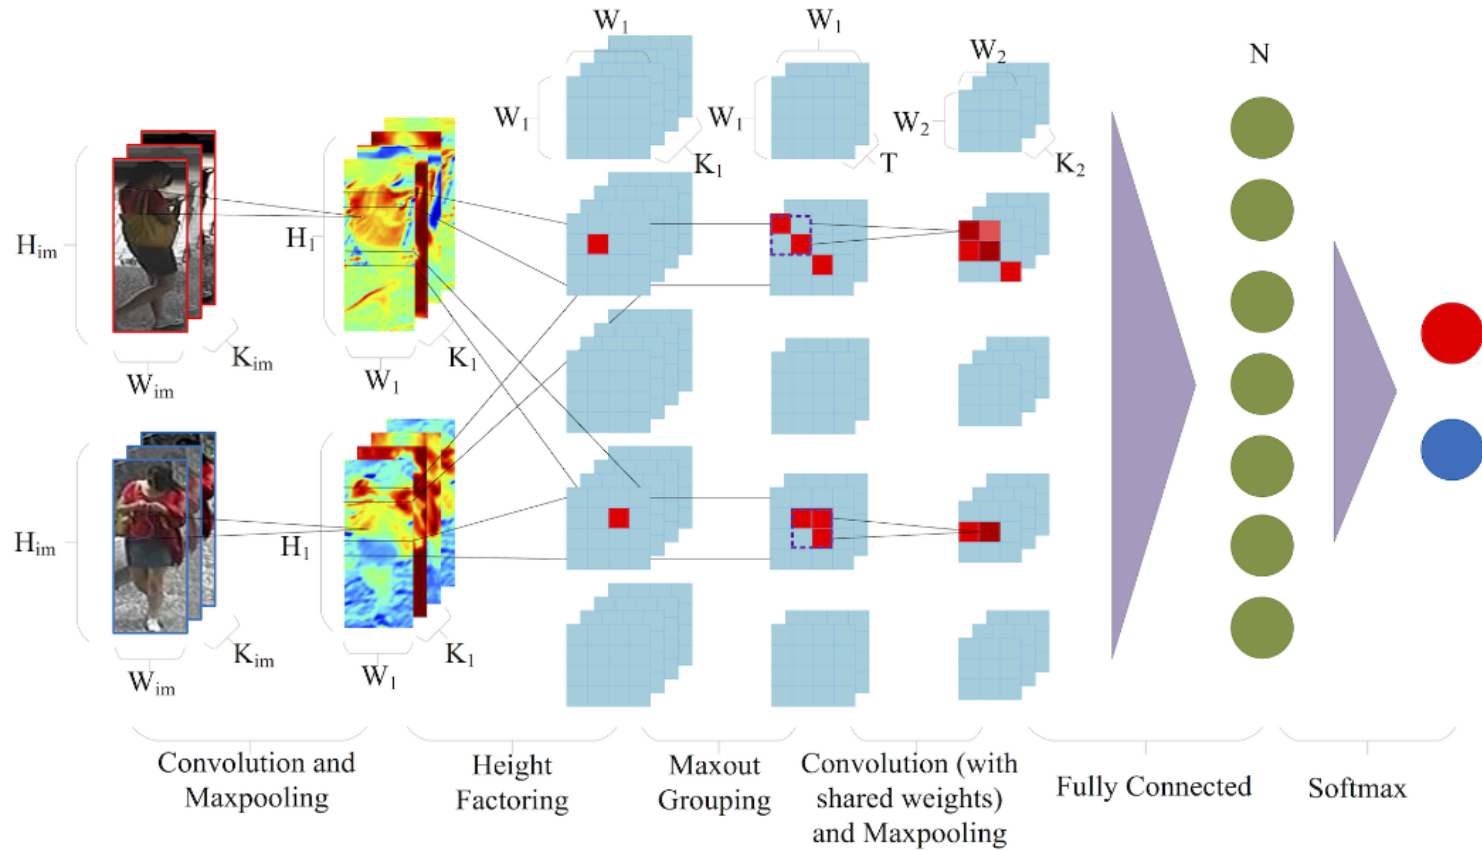 W₁
W₁
W₂
N
W₁
W₁
W₂
K₁
T
K₂
Hᵢₘ
H₁
Kᵢₘ
K₁
Wᵢₘ
W₁
Hᵢₘ
H₁
Kᵢₘ
K₁
Wᵢₘ
W₁
Convolution and
Maxpooling
Height
Factoring
Maxout
Grouping
Convolution (with
shared weights)
and Maxpooling
Fully Connected
Softmax